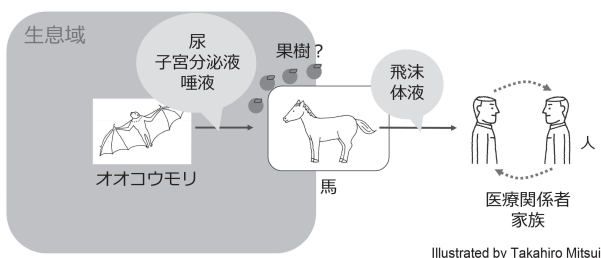 生息域
尿
子宮分泌液
唾液
果樹？
飛沫
体液
オオコウモリ
馬
人
医療関係者
家族
Illustrated by Takahiro Mitsui